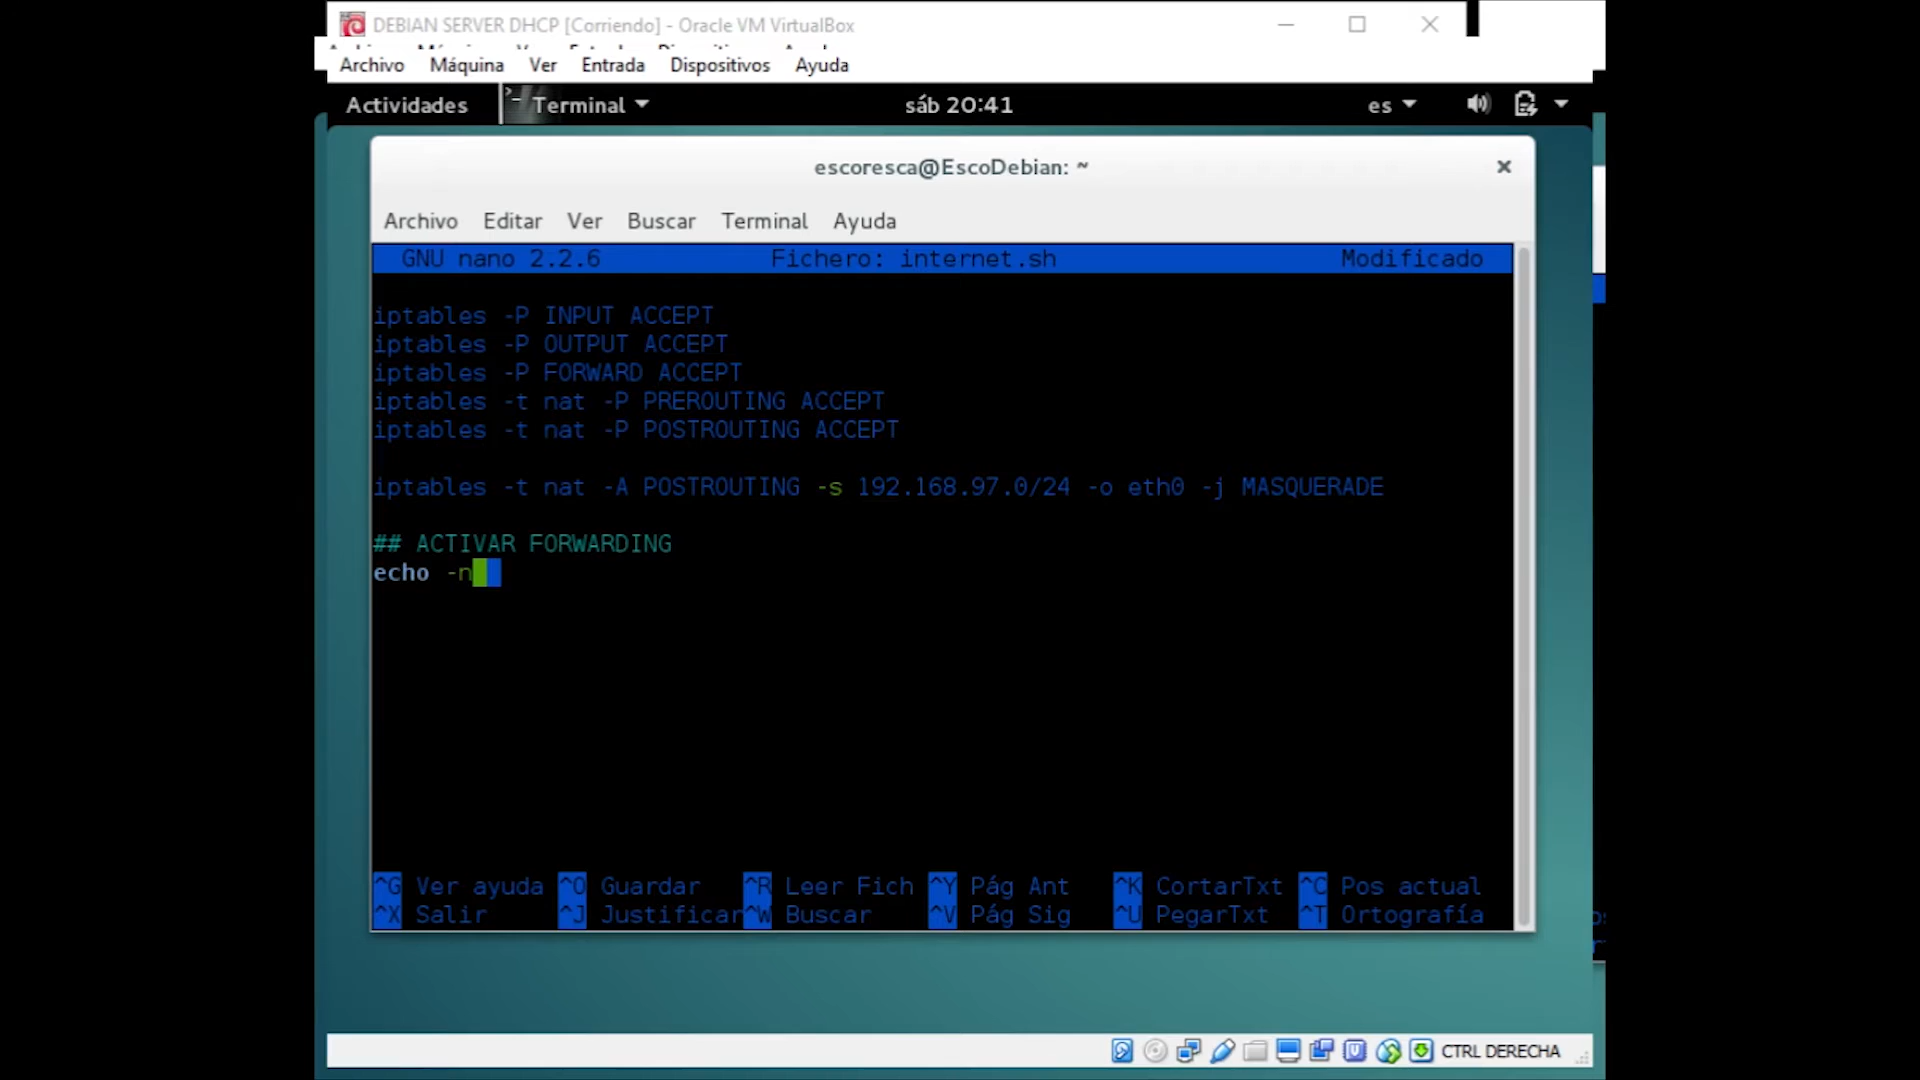 DEBIAN SERVER DHCP [Corriendo] - Oracle VM VirtualBox
Archivo Máquina Ver Entrada Dispositivos Ayuda
Actividades Terminal sáb 20:41 es
escoresca@EscoDebian: ~
Archivo Editar Ver Buscar Terminal Ayuda
GNU nano 2.2.6 Fichero: internet.sh Modificado
iptables -P INPUT ACCEPT
iptables -P OUTPUT ACCEPT
iptables -P FORWARD ACCEPT
iptables -t nat -P PREROUTING ACCEPT
iptables -t nat -P POSTROUTING ACCEPT
iptables -t nat -A POSTROUTING -s 192.168.97.0/24 -o eth0 -j MASQUERADE
## ACTIVAR FORWARDING
echo -n
^G Ver ayuda ^O Guardar ^R Leer Fich ^Y Pág Ant ^K CortarTxt ^C Pos actual
^X Salir ^J Justificar ^W Buscar ^V Pág Sig ^U PegarTxt ^T Ortografía
CTRL DERECHA